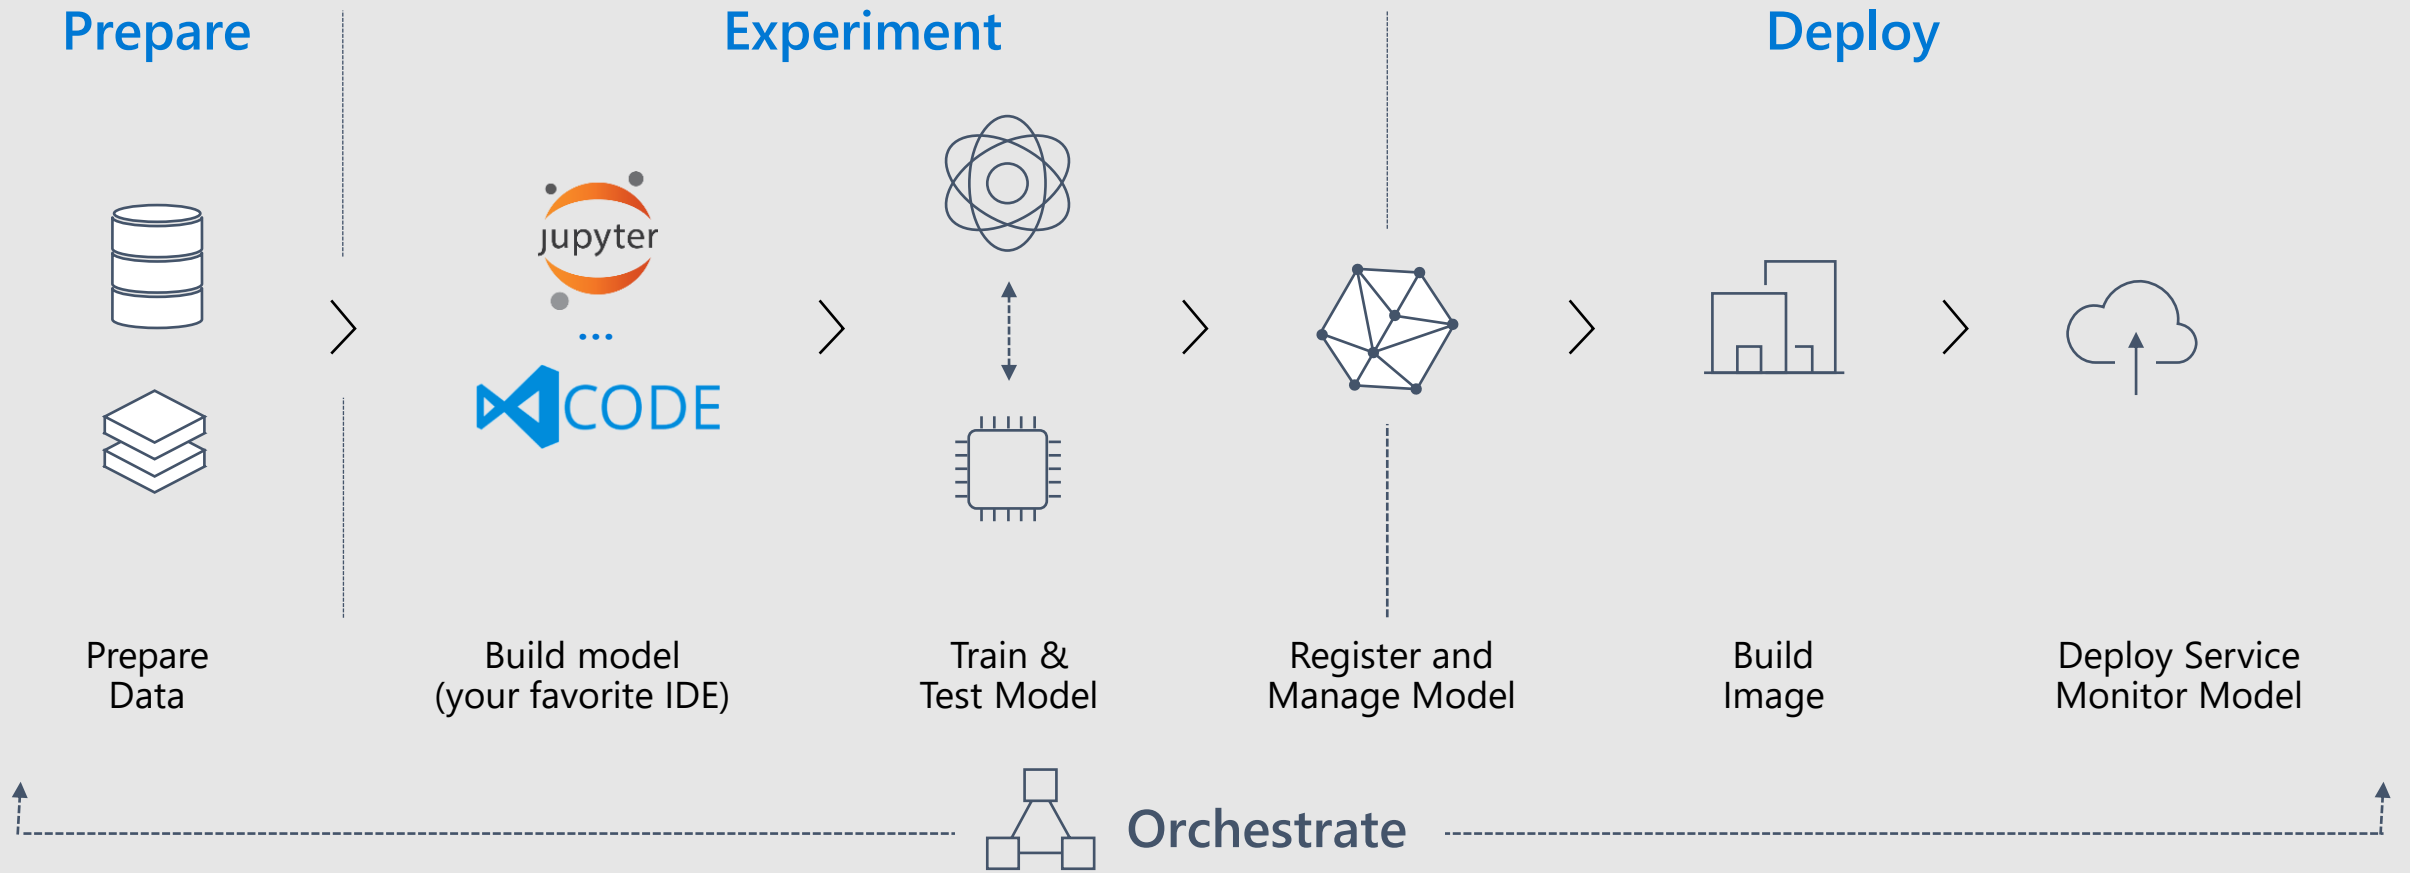 Prepare
Experiment
Deploy
jupyter
...
CODE
Prepare
Data
Build model
(your favorite IDE)
Train &
Test Model
Register and
Manage Model
Build
Image
Deploy Service
Monitor Model
Orchestrate